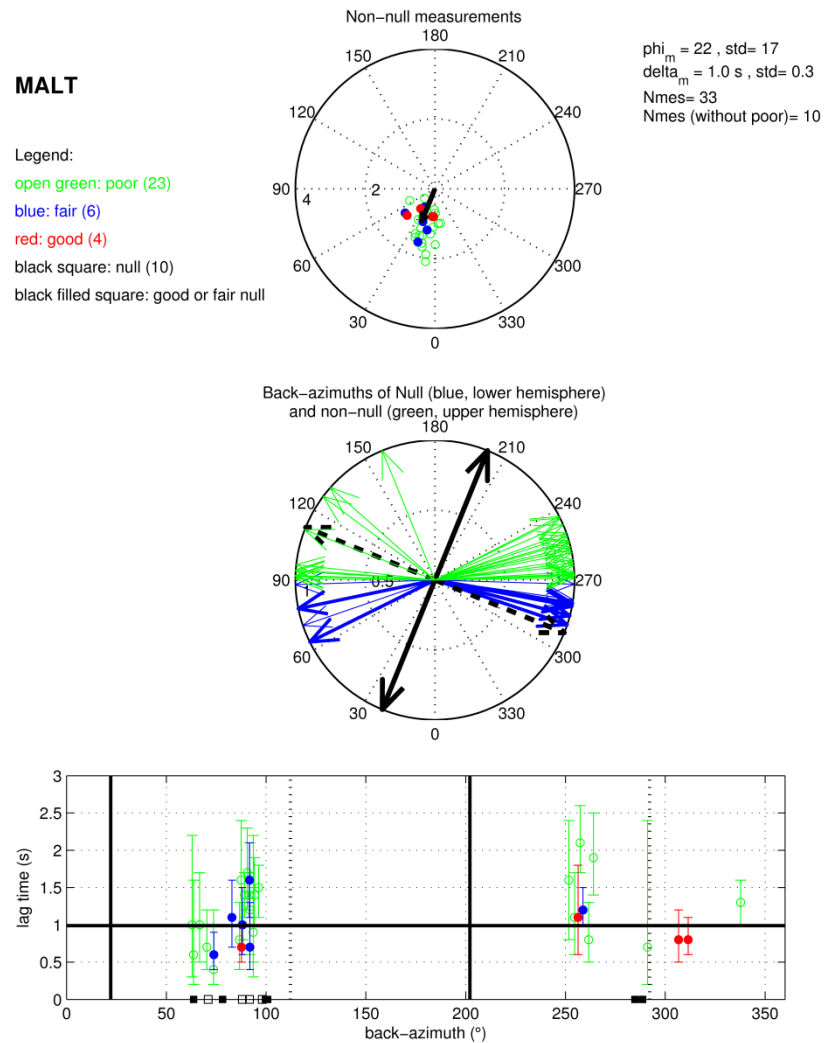 Non-null measurements
180
150
210
120
240
90
4
2
270
60
300
30
330
0
phi_m = 22 , std= 17
delta_m = 1.0 s , std= 0.3
Nmes= 33
Nmes (without poor)= 10
MALT
Legend:
open green: poor (23)
blue: fair (6)
red: good (4)
black square: null (10)
black filled square: good or fair null
Back-azimuths of Null (blue, lower hemisphere)
and non-null (green, upper hemisphere)
180
150
210
120
240
90
1
0.5
270
60
300
30
330
0
lag time (s)
3
2.5
2
1.5
1
0.5
0
0
50
100
150
200
250
300
350
back-azimuth (°)